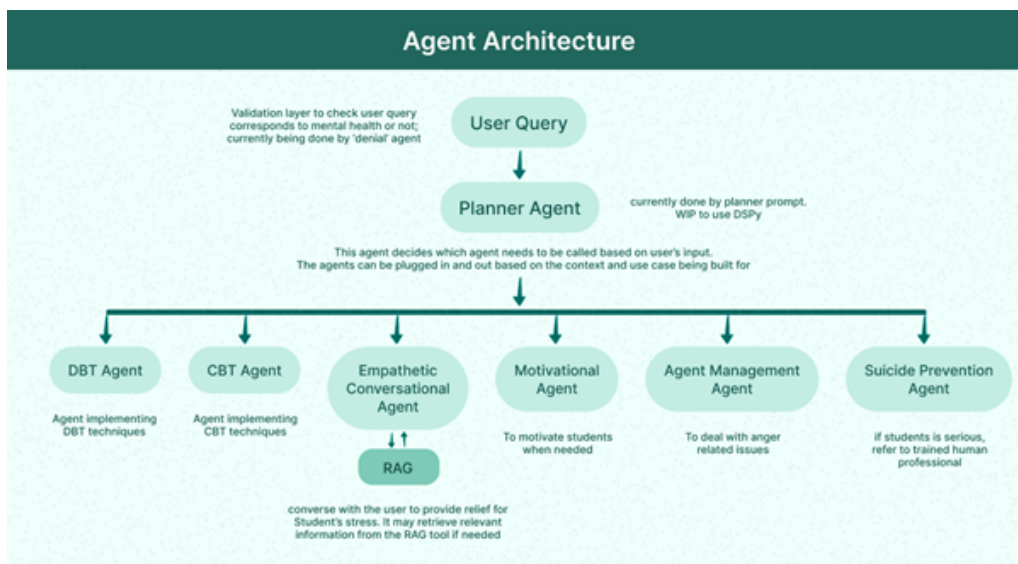 Agent Architecture
Validation layer to check user query
corresponds to mental health or not;
currently being done by 'denial' agent
User Query
Planner Agent
currently done by planner prompt.
WIP to use DSPy
This agent decides which agent needs to be called based on user's input.
The agents can be plugged in and out based on the context and use case being built for
DBT Agent
Agent implementing
DBT techniques
CBT Agent
Agent implementing
CBT techniques
Empathetic
Conversational
Agent
RAG
converse with the user to provide relief for
Student's stress. It may retrieve relevant
information from the RAG tool if needed
Motivational
Agent
To motivate students
when needed
Agent Management
Agent
To deal with anger
related issues
Suicide Prevention
Agent
if students is serious,
refer to trained human
professional